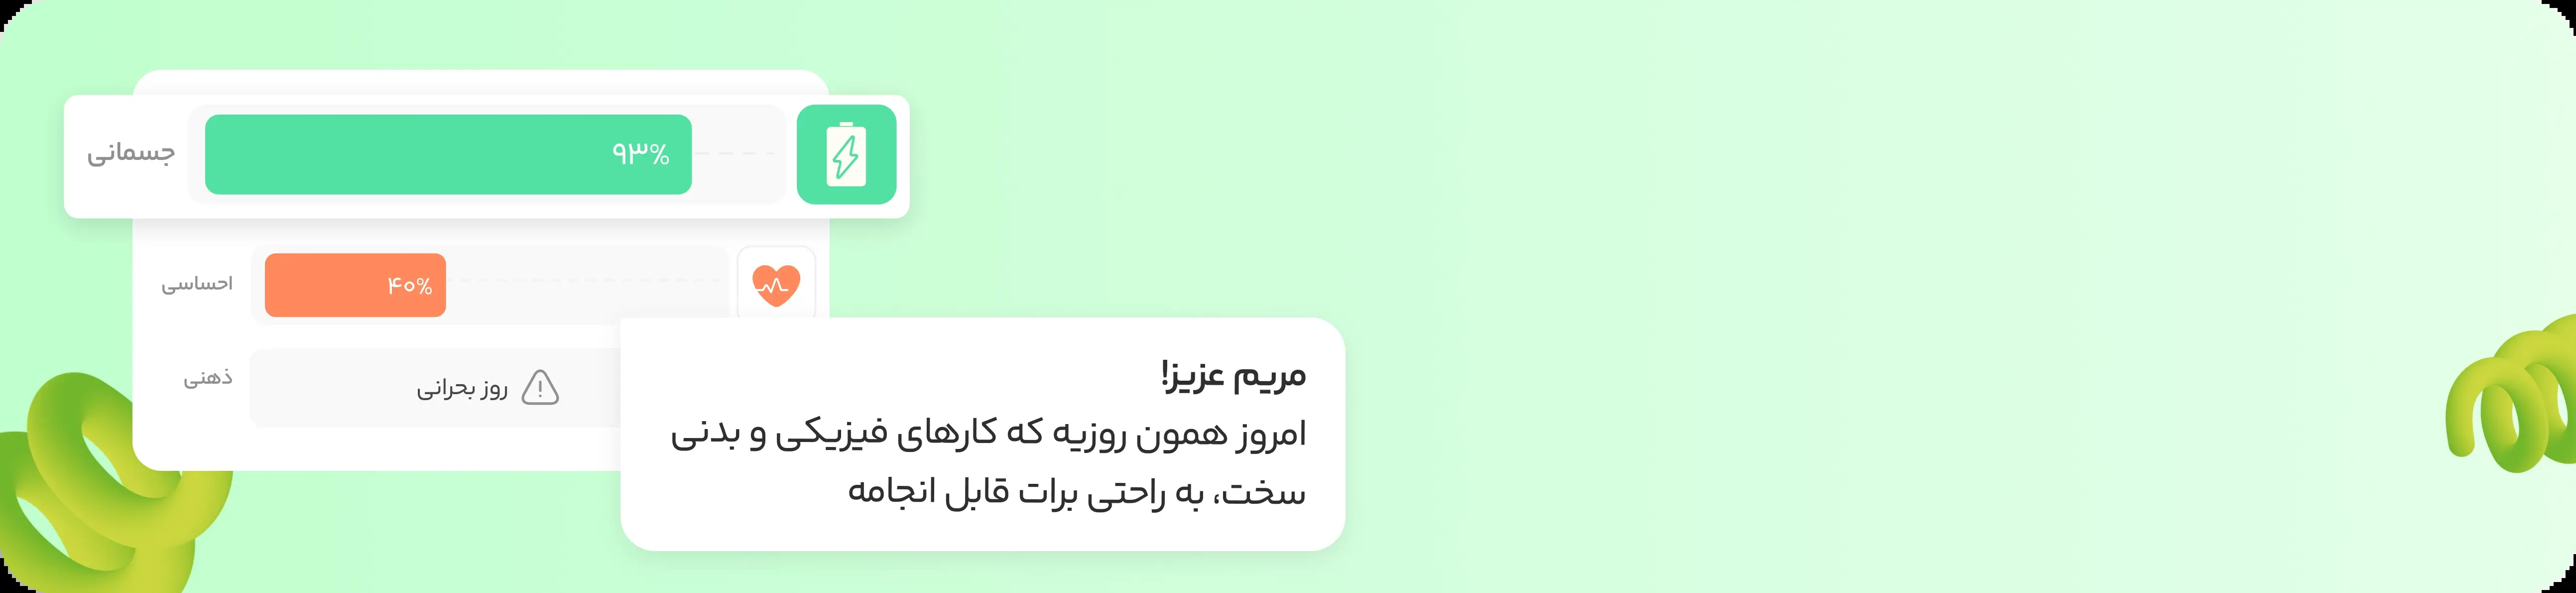 جسمانی
۹۳%
احساسی
۴۰%
ذهنی
روز بحرانی
مریم عزیز!
امروز همون روزیه که کارهای فیزیکی و بدنی
سخت، به راحتی برات قابل انجامه